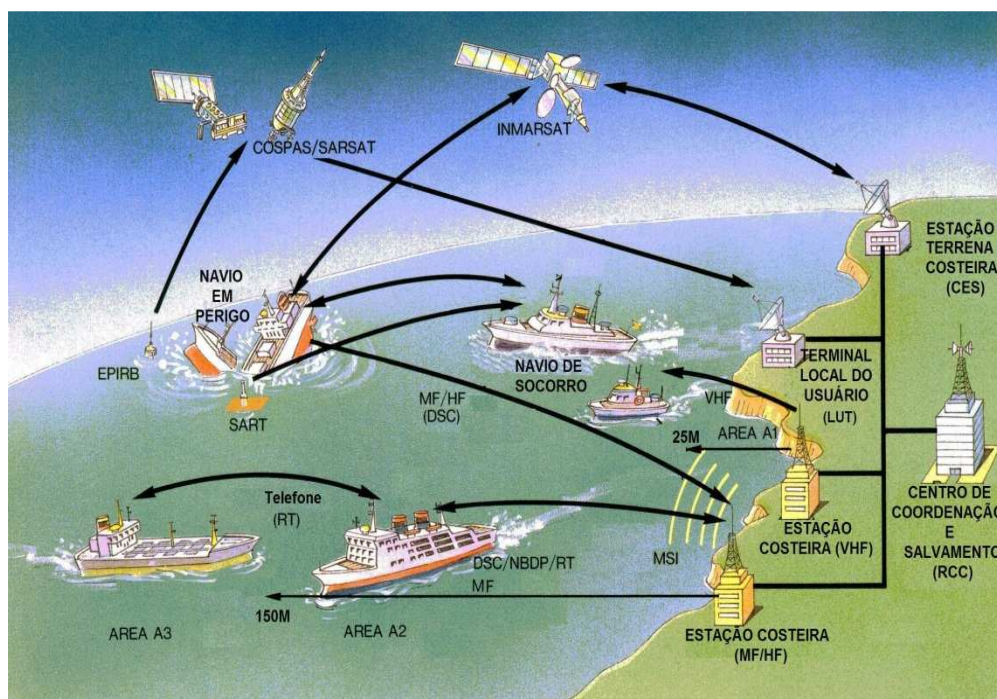 INMARSAT
COSPAS/SARSAT
ESTAÇÃO
TERRENA
COSTEIRA
(CES)
NAVIO
EM
PERIGO
EPIRB
SART
MF/HF
(DSC)
NAVIO DE
SOCORRO
VHF
TERMINAL
LOCAL DO
USUÁRIO
(LUT)
25M
AREA A1
CENTRO DE
COORDENAÇÃO
E
SALVAMENTO
(RCC)
ESTAÇÃO
COSTEIRA (VHF)
Telefone
(RT)
MSI
DSC/NBDP/RT
MF
150M
AREA A3
AREA A2
ESTAÇÃO COSTEIRA
(MF/HF)